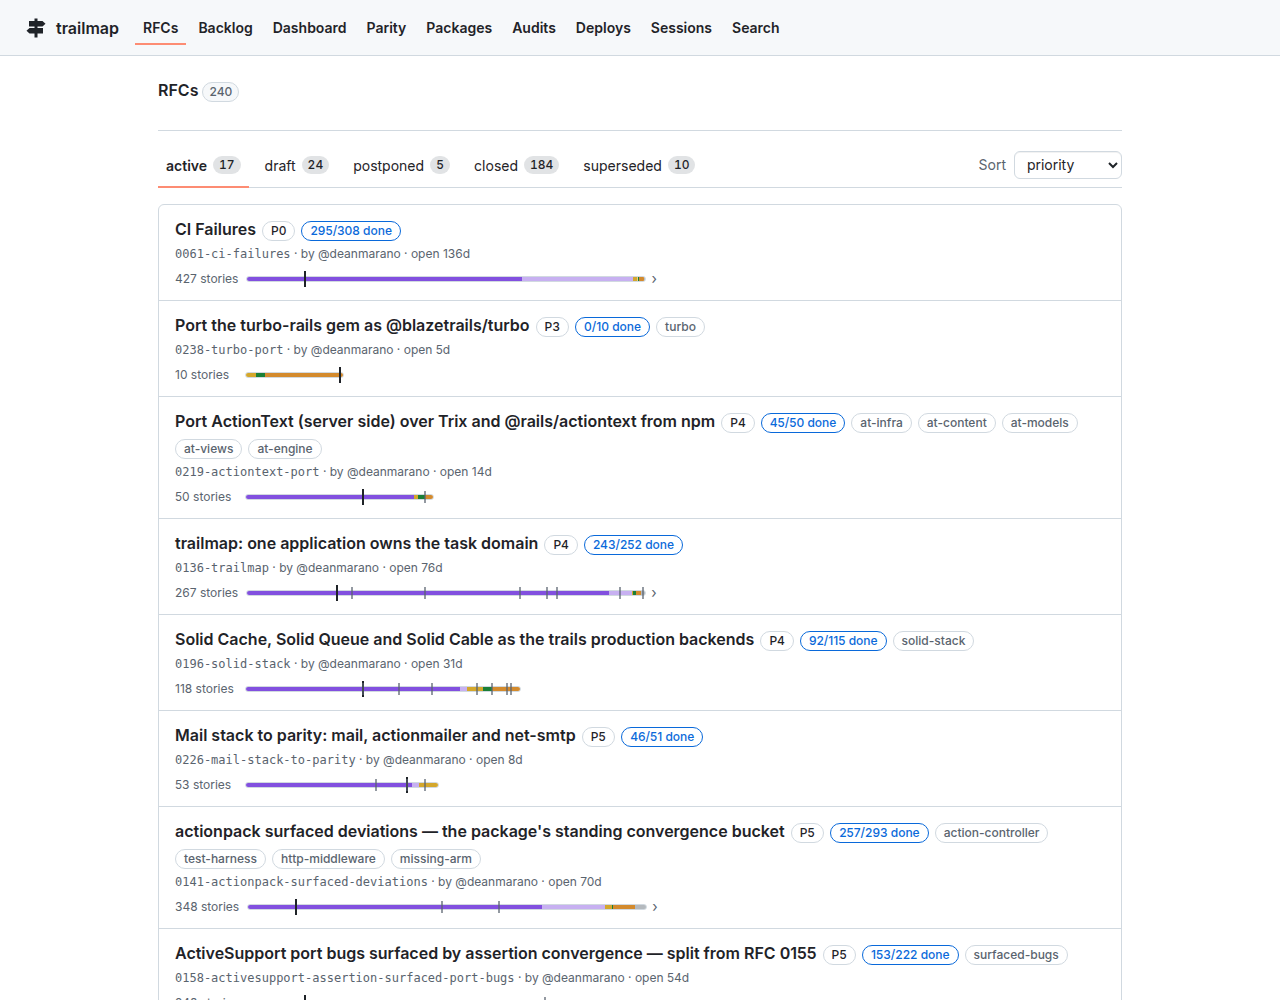 trailmap RFCs Backlog Dashboard Parity Packages Audits Deploys Sessions Search
RFCs 240
active 17 draft 24 postponed 5 closed 184 superseded 10 Sort priority
CI Failures P0 295/308 done
0061-ci-failures · by @deanmarano · open 136d
427 stories ›
Port the turbo-rails gem as @blazetrails/turbo P3 0/10 done turbo
0238-turbo-port · by @deanmarano · open 5d
10 stories
Port ActionText (server side) over Trix and @rails/actiontext from npm P4 45/50 done at-infra at-content at-models
at-views at-engine
0219-actiontext-port · by @deanmarano · open 14d
50 stories
trailmap: one application owns the task domain P4 243/252 done
0136-trailmap · by @deanmarano · open 76d
267 stories ›
Solid Cache, Solid Queue and Solid Cable as the trails production backends P4 92/115 done solid-stack
0196-solid-stack · by @deanmarano · open 31d
118 stories
Mail stack to parity: mail, actionmailer and net-smtp P5 46/51 done
0226-mail-stack-to-parity · by @deanmarano · open 8d
53 stories
actionpack surfaced deviations — the package's standing convergence bucket P5 257/293 done action-controller
test-harness http-middleware missing-arm
0141-actionpack-surfaced-deviations · by @deanmarano · open 70d
348 stories ›
ActiveSupport port bugs surfaced by assertion convergence — split from RFC 0155 P5 153/222 done surfaced-bugs
0158-activesupport-assertion-surfaced-port-bugs · by @deanmarano · open 54d